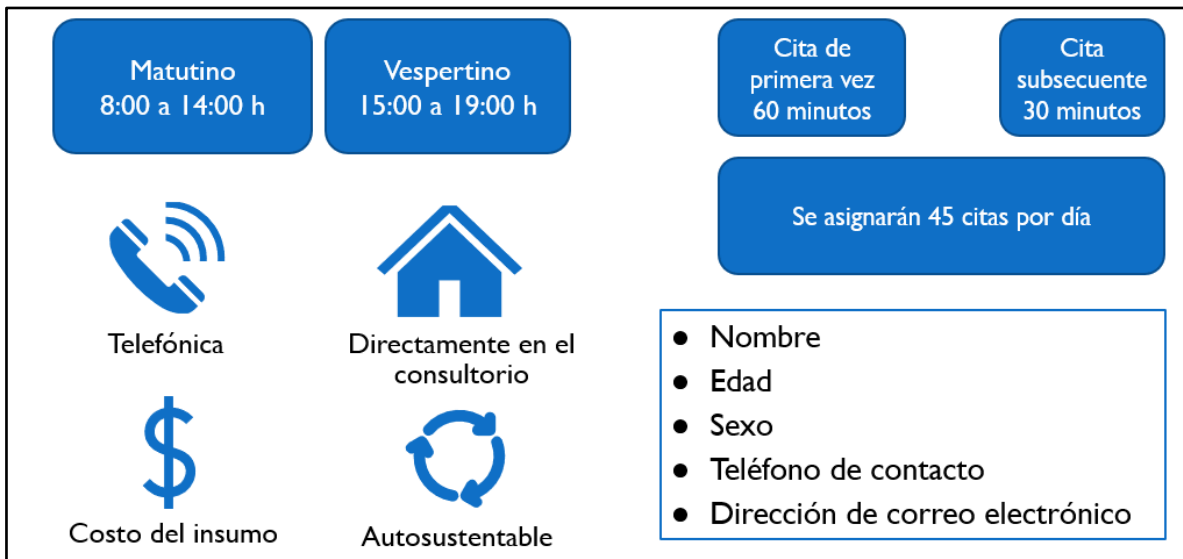 Matutino
8:00 a 14:00 h
Vespertino
15:00 a 19:00 h
Cita de
primera vez
60 minutos
Cita
subsecuente
30 minutos
Se asignarán 45 citas por día
Telefónica
Directamente en el
consultorio
$
Costo del insumo
Autosustentable
● Nombre
● Edad
● Sexo
● Teléfono de contacto
● Dirección de correo electrónico